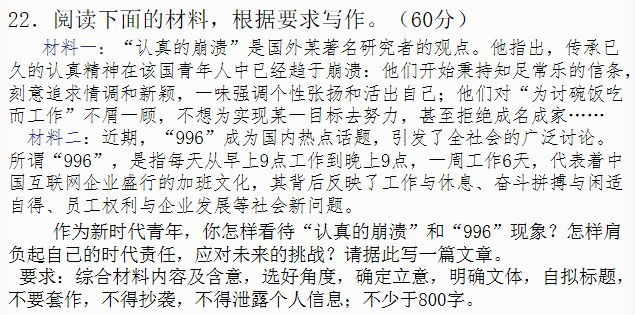 22. 阅读下面的材料，根据要求写作。（60分）
材料一：“认真的崩溃”是国外某著名研究者的观点。他指出，传承已
久的认真精神在该国青年人中已经趋于崩溃：他们开始秉持知足常乐的信条，
刻意追求情调和新颖，一味强调个性张扬和活出自己；他们对“为讨碗饭吃
而工作”不屑一顾，不想为实现某一目标去努力，甚至拒绝成名成家……
材料二：近期，“996”成为国内热点话题，引发了全社会的广泛讨论。
所谓“996”，是指每天从早上9点工作到晚上9点，一周工作6天，代表着中
国互联网企业盛行的加班文化，其背后反映了工作与休息、奋斗拼搏与闲适
自得、员工权利与企业发展等社会新问题。
作为新时代青年，你怎样看待“认真的崩溃”和“996”现象？怎样肩
负起自己的时代责任，应对未来的挑战？请据此写一篇文章。
要求：综合材料内容及含意，选好角度，确定立意，明确文体，自拟标题，
不要套作，不得抄袭，不得泄露个人信息；不少于800字。